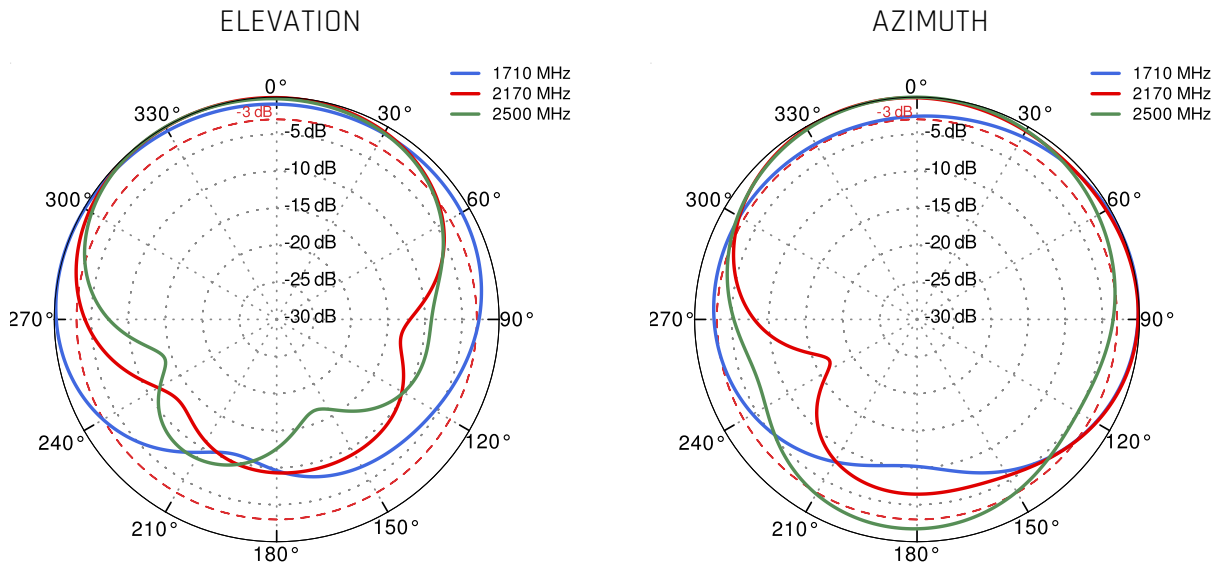 ELEVATION
1710 MHz
2170 MHz
2500 MHz
0°
330°
30°
-3 dB
-5 dB
-10 dB
300°
60°
-15 dB
-20 dB
-25 dB
270°
-30 dB
90°
240°
120°
210°
150°
180°
AZIMUTH
1710 MHz
2170 MHz
2500 MHz
0°
330°
30°
-3 dB
-5 dB
-10 dB
300°
60°
-15 dB
-20 dB
-25 dB
270°
-30 dB
90°
240°
120°
210°
150°
180°